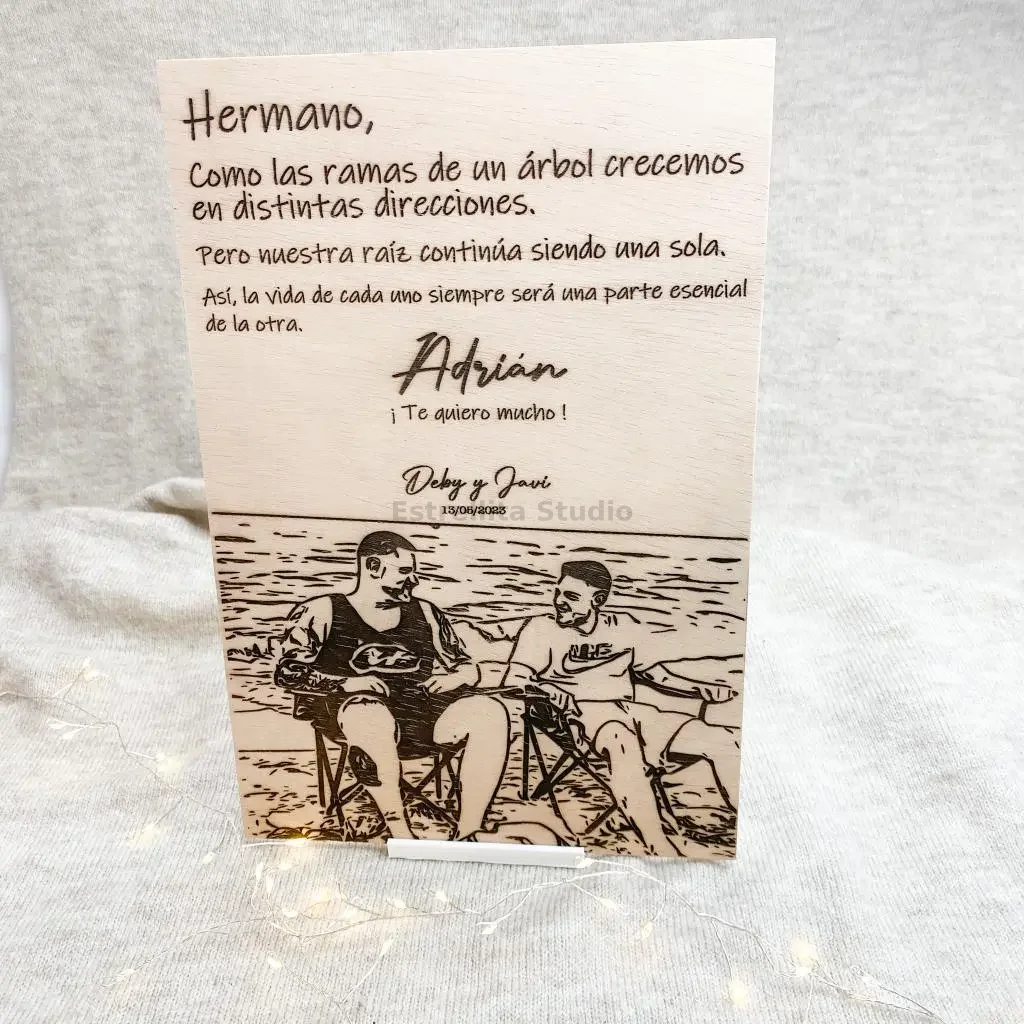 Hermano,
Como las ramas de un árbol crecemos
en distintas direcciones.
Pero nuestra raíz continúa siendo una sola.
Así, la vida de cada uno siempre será una parte esencial
de la otra.
Adrián
¡ Te quiero mucho !
Deby y Javi
Estrellita Studio
13/05/2023